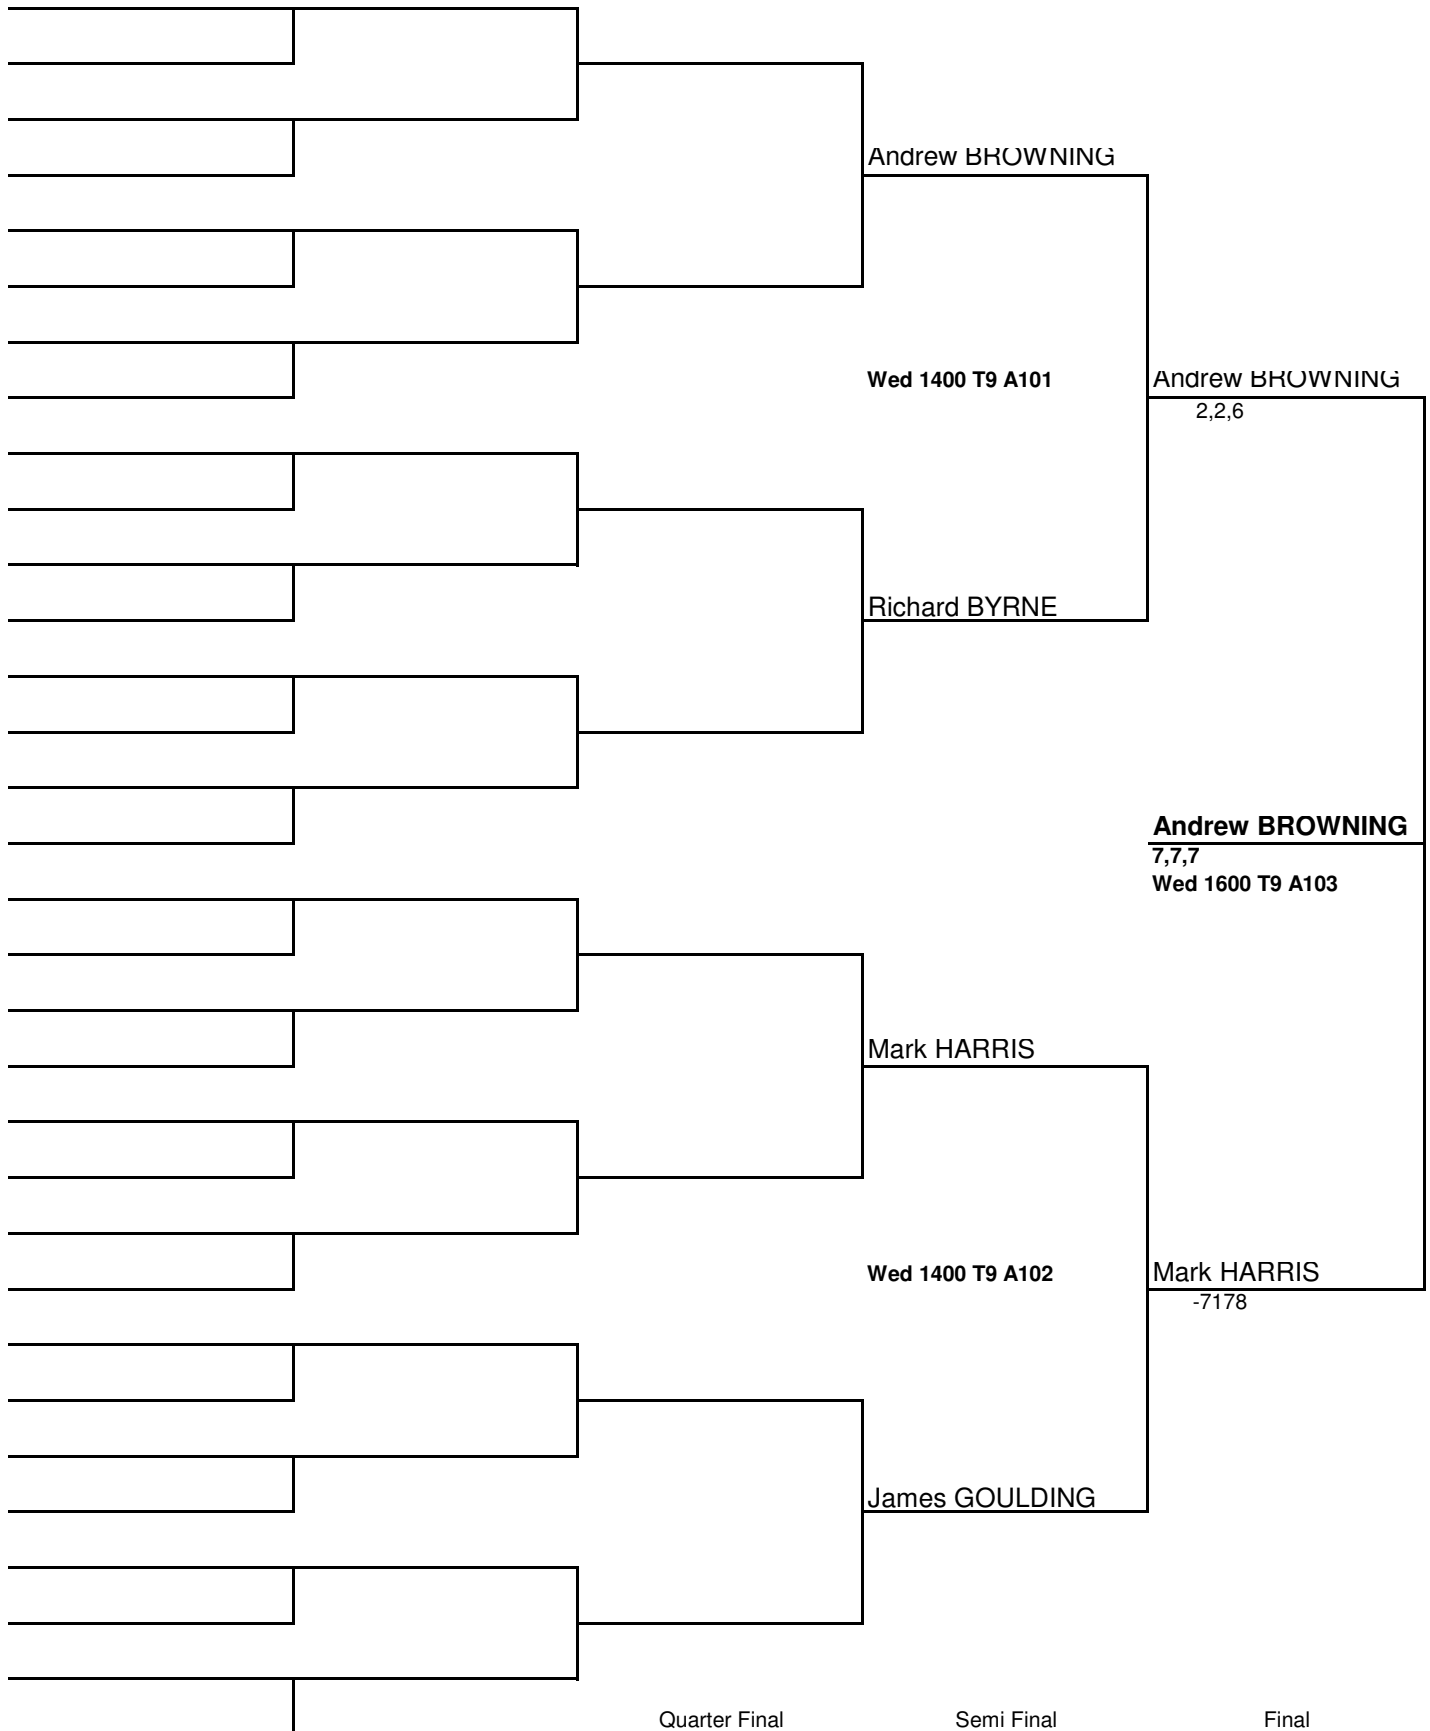 Andrew BROWNING
Wed 1400 T9 A101
Andrew BROWNING
2,2,6
Richard BYRNE
Andrew BROWNING
7,7,7
Wed 1600 T9 A103
Mark HARRIS
Wed 1400 T9 A102
Mark HARRIS
-7178
James GOULDING
Quarter Final
Semi Final
Final